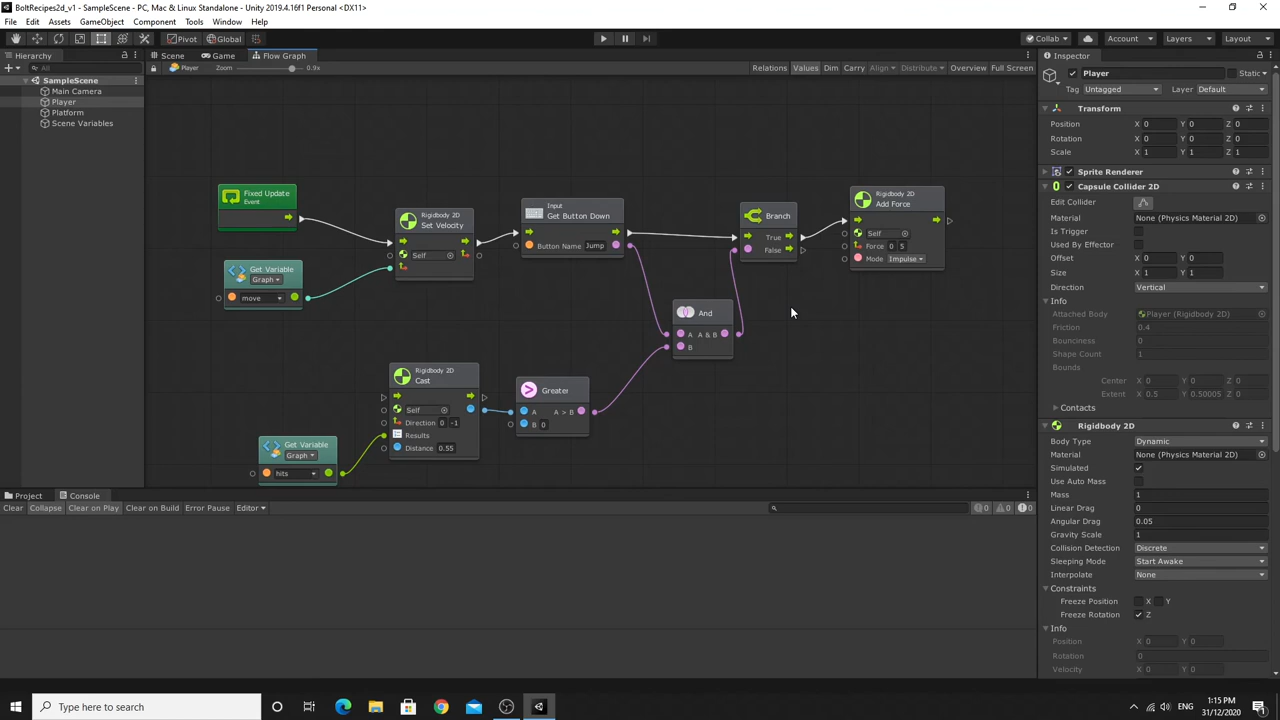 BoltRecipes2d_v1 - SampleScene - PC, Mac & Linux Standalone - Unity 2019.4.16f1 Personal <DX11>
File Edit Assets GameObject Component Tools Window Help
Pivot Global
Collab Account Layers Layout
Hierarchy
All
SampleScene
Main Camera
Player
Platform
Scene Variables
Scene Game Flow Graph
Player Zoom 0.9x Relations Values Dim Carry Align Distribute Overview Full Screen
Fixed Update
Event
Get Variable
Graph
move
Rigidbody 2D
Set Velocity
Self
Input
Get Button Down
Button Name Jump
Branch
True
False
Rigidbody 2D
Add Force
Self
Force 0 5
Mode Impulse
And
A A & B
B
Rigidbody 2D
Cast
Self
Direction 0 -1
Results
Distance 0.55
Greater
A A > B
B 0
Get Variable
Graph
hits
Project Console
Clear Collapse Clear on Play Clear on Build Error Pause Editor
0 0 0
Inspector
Player Static
Tag Untagged Layer Default
Transform
Position X 0 Y 0 Z 0
Rotation X 0 Y 0 Z 0
Scale X 1 Y 1 Z 1
Sprite Renderer
Capsule Collider 2D
Edit Collider
Material None (Physics Material 2D)
Is Trigger
Used By Effector
Offset X 0 Y 0
Size X 1 Y 1
Direction Vertical
Info
Attached Body Player (Rigidbody 2D)
Friction 0.4
Bounciness 0
Shape Count 1
Bounds
Center X 0 Y 0 Z 0
Extent X 0.5 Y 0.50005 Z 0
Contacts
Rigidbody 2D
Body Type Dynamic
Material None (Physics Material 2D)
Simulated
Use Auto Mass
Mass 1
Linear Drag 0
Angular Drag 0.05
Gravity Scale 1
Collision Detection Discrete
Sleeping Mode Start Awake
Interpolate None
Constraints
Freeze Position X Y
Freeze Rotation Z
Info
Position X 0 Y 0
Rotation 0
Velocity X 0 Y 0
Type here to search
ENG
1:15 PM
31/12/2020
1